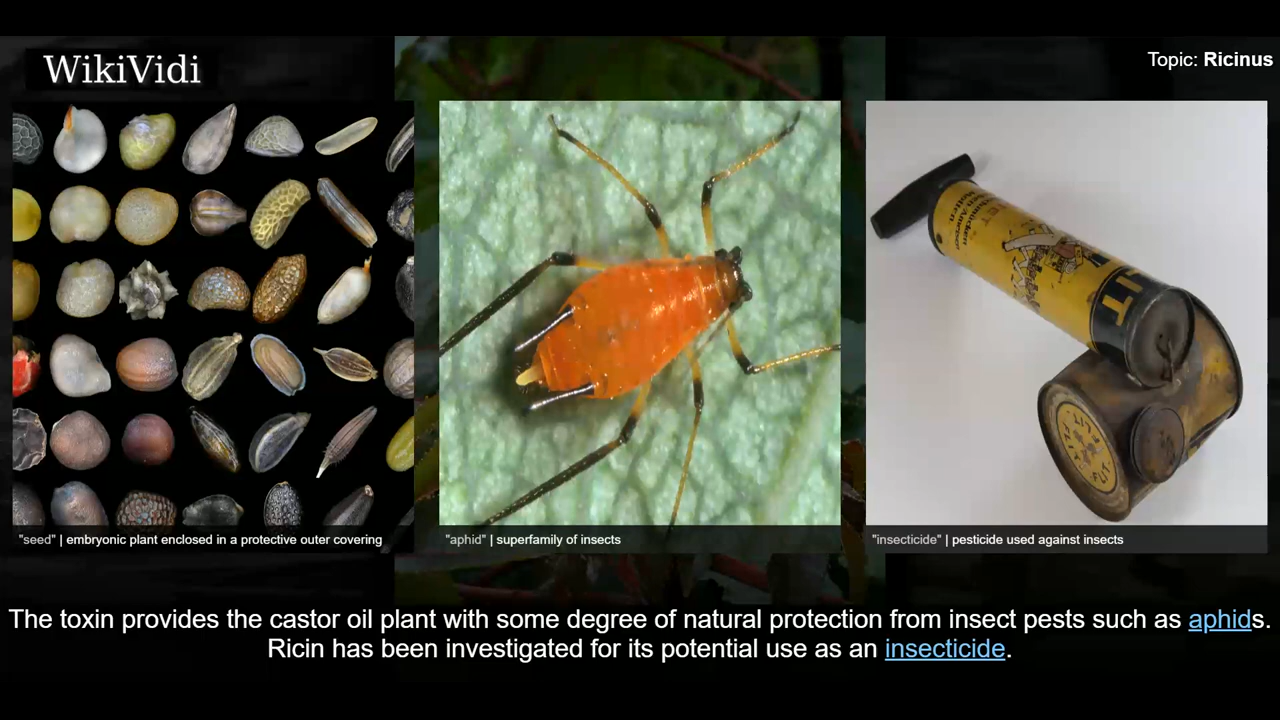 WikiVidi
Topic: Ricinus
FLIT
FLIT
"seed" | embryonic plant enclosed in a protective outer covering
"aphid" | superfamily of insects
"insecticide" | pesticide used against insects
The toxin provides the castor oil plant with some degree of natural protection from insect pests such as aphids.
Ricin has been investigated for its potential use as an insecticide.